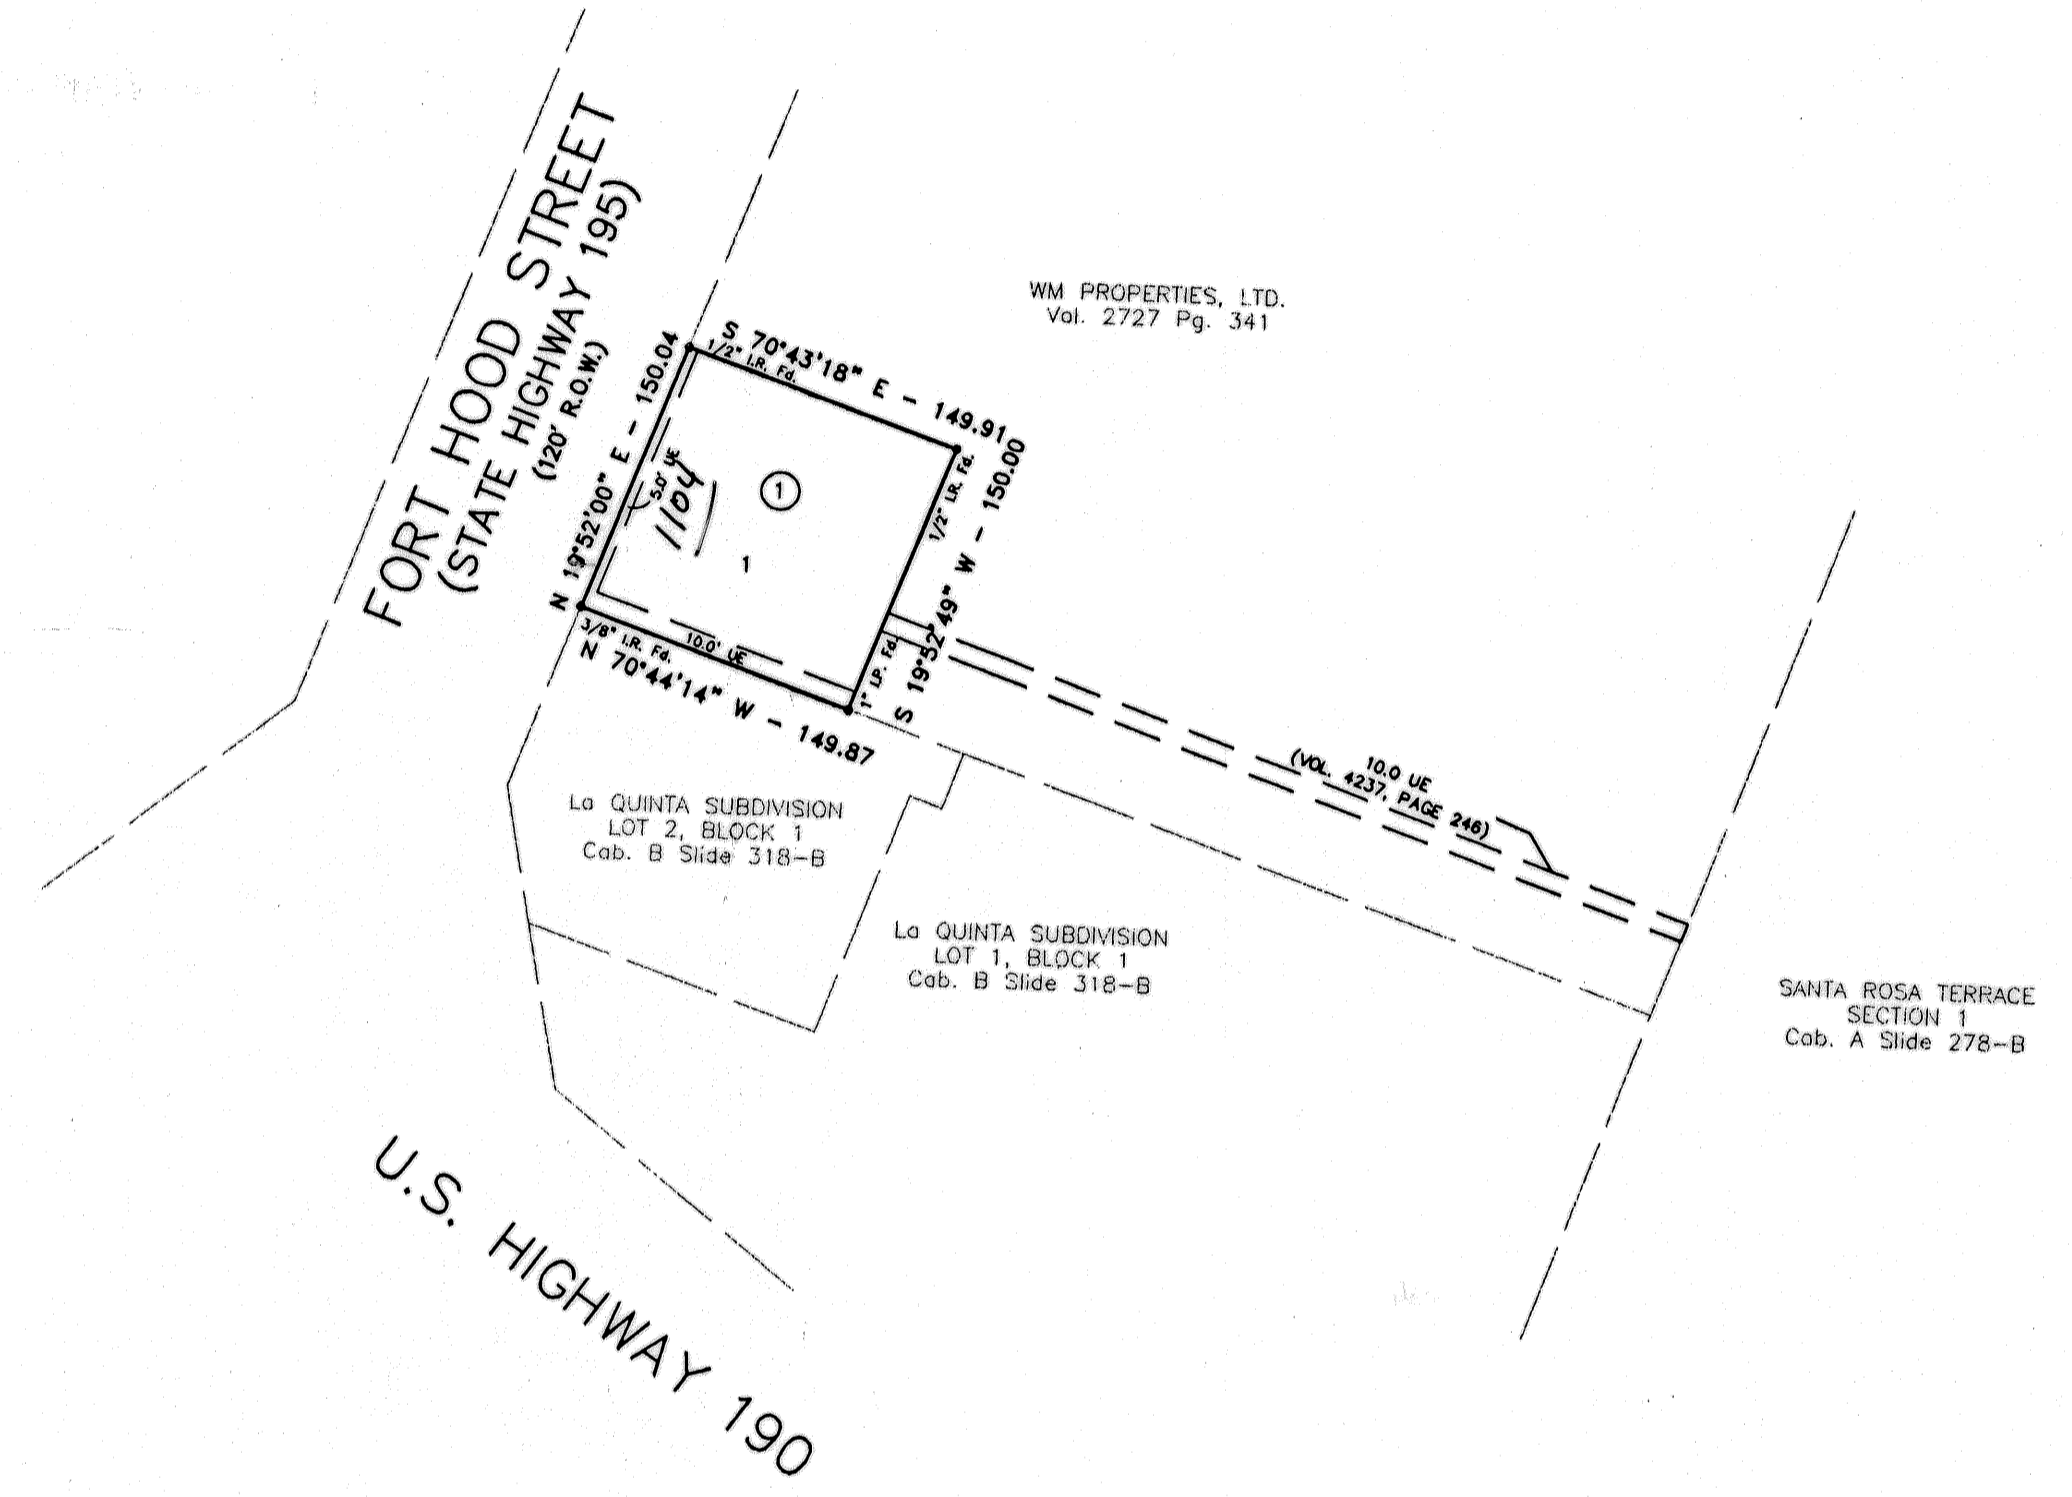 FORT HOOD STREET
(STATE HIGHWAY 195)
(120' R.O.W.)
WM PROPERTIES, LTD.
Vol. 2727 Pg. 341
N 19°52'00" E - 150.04
S 70°43'18" E - 149.91
1/2" I.R. Fd.
S 19°52'49" W - 150.00
1/2" I.R. Fd.
5.0' UE
1104
1
1
10.0' UE
3/8" I.R. Fd.
N 70°44'14" W - 149.87
1" I.P. Fd.
10.0 UE
(VOL. 4237, PAGE 246)
La QUINTA SUBDIVISION
LOT 2, BLOCK 1
Cab. B Slide 318-B
La QUINTA SUBDIVISION
LOT 1, BLOCK 1
Cab. B Slide 318-B
SANTA ROSA TERRACE
SECTION 1
Cab. A Slide 278-B
U.S. HIGHWAY 190